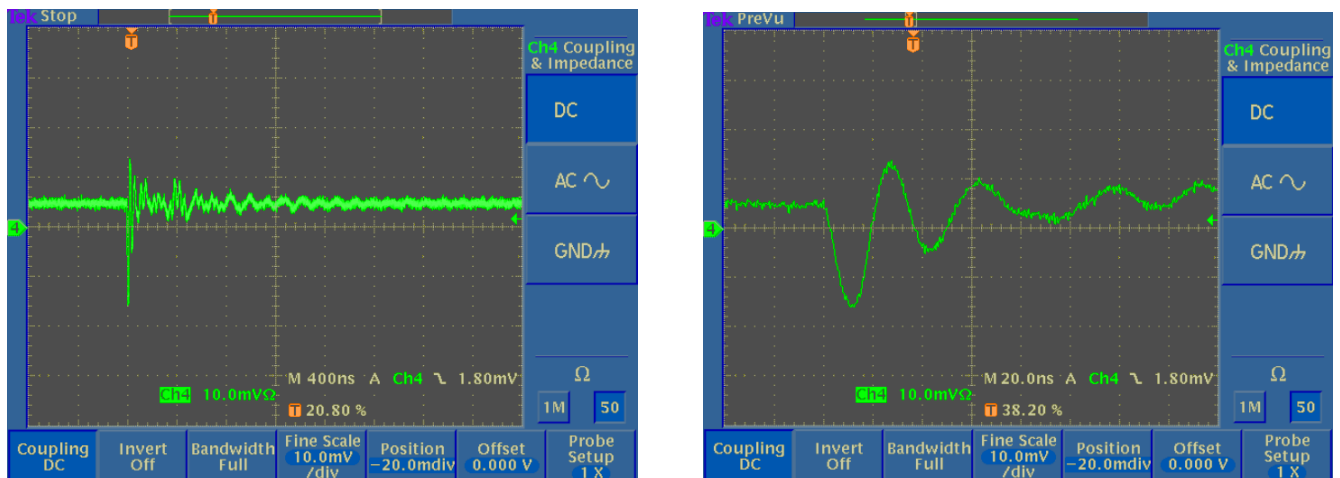 Tek Stop
T
T
Ch4 Coupling
& Impedance
DC
AC
GND
4
M 400ns A Ch4 1.80mV
Ch4 10.0mVΩ
T 20.80 %
Ω
1M 50
Coupling
DC
Invert
Off
Bandwidth
Full
Fine Scale
10.0mV
/div
Position
-20.0mdiv
Offset
0.000 V
Probe
Setup
1 X
Tek PreVu
T
T
Ch4 Coupling
& Impedance
DC
AC
GND
4
M 20.0ns A Ch4 1.80mV
Ch4 10.0mVΩ
T 38.20 %
Ω
1M 50
Coupling
DC
Invert
Off
Bandwidth
Full
Fine Scale
10.0mV
/div
Position
-20.0mdiv
Offset
0.000 V
Probe
Setup
1 X